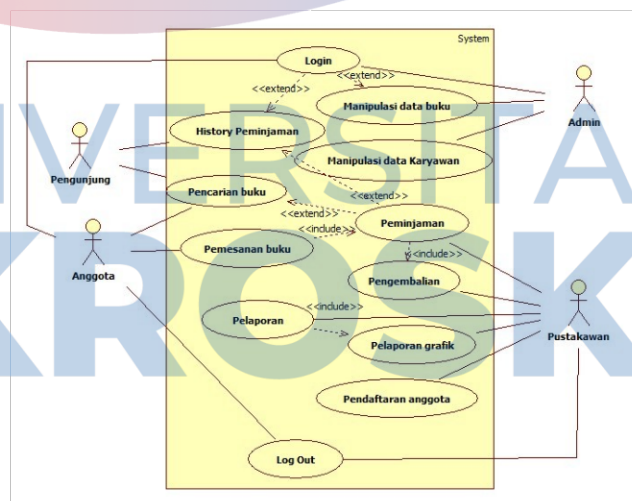 System
Login
<<extend>>
<<extend>>
Manipulasi data buku
Admin
History Peminjaman
Pengunjung
Manipulasi data Karyawan
Pencarian buku
<<extend>>
<<extend>>
Peminjaman
<<include>>
Pemesanan buku
Anggota
<<include>>
Pengembalian
<<include>>
Pelaporan
Pustakawan
Pelaporan grafik
Pendaftaran anggota
Log Out